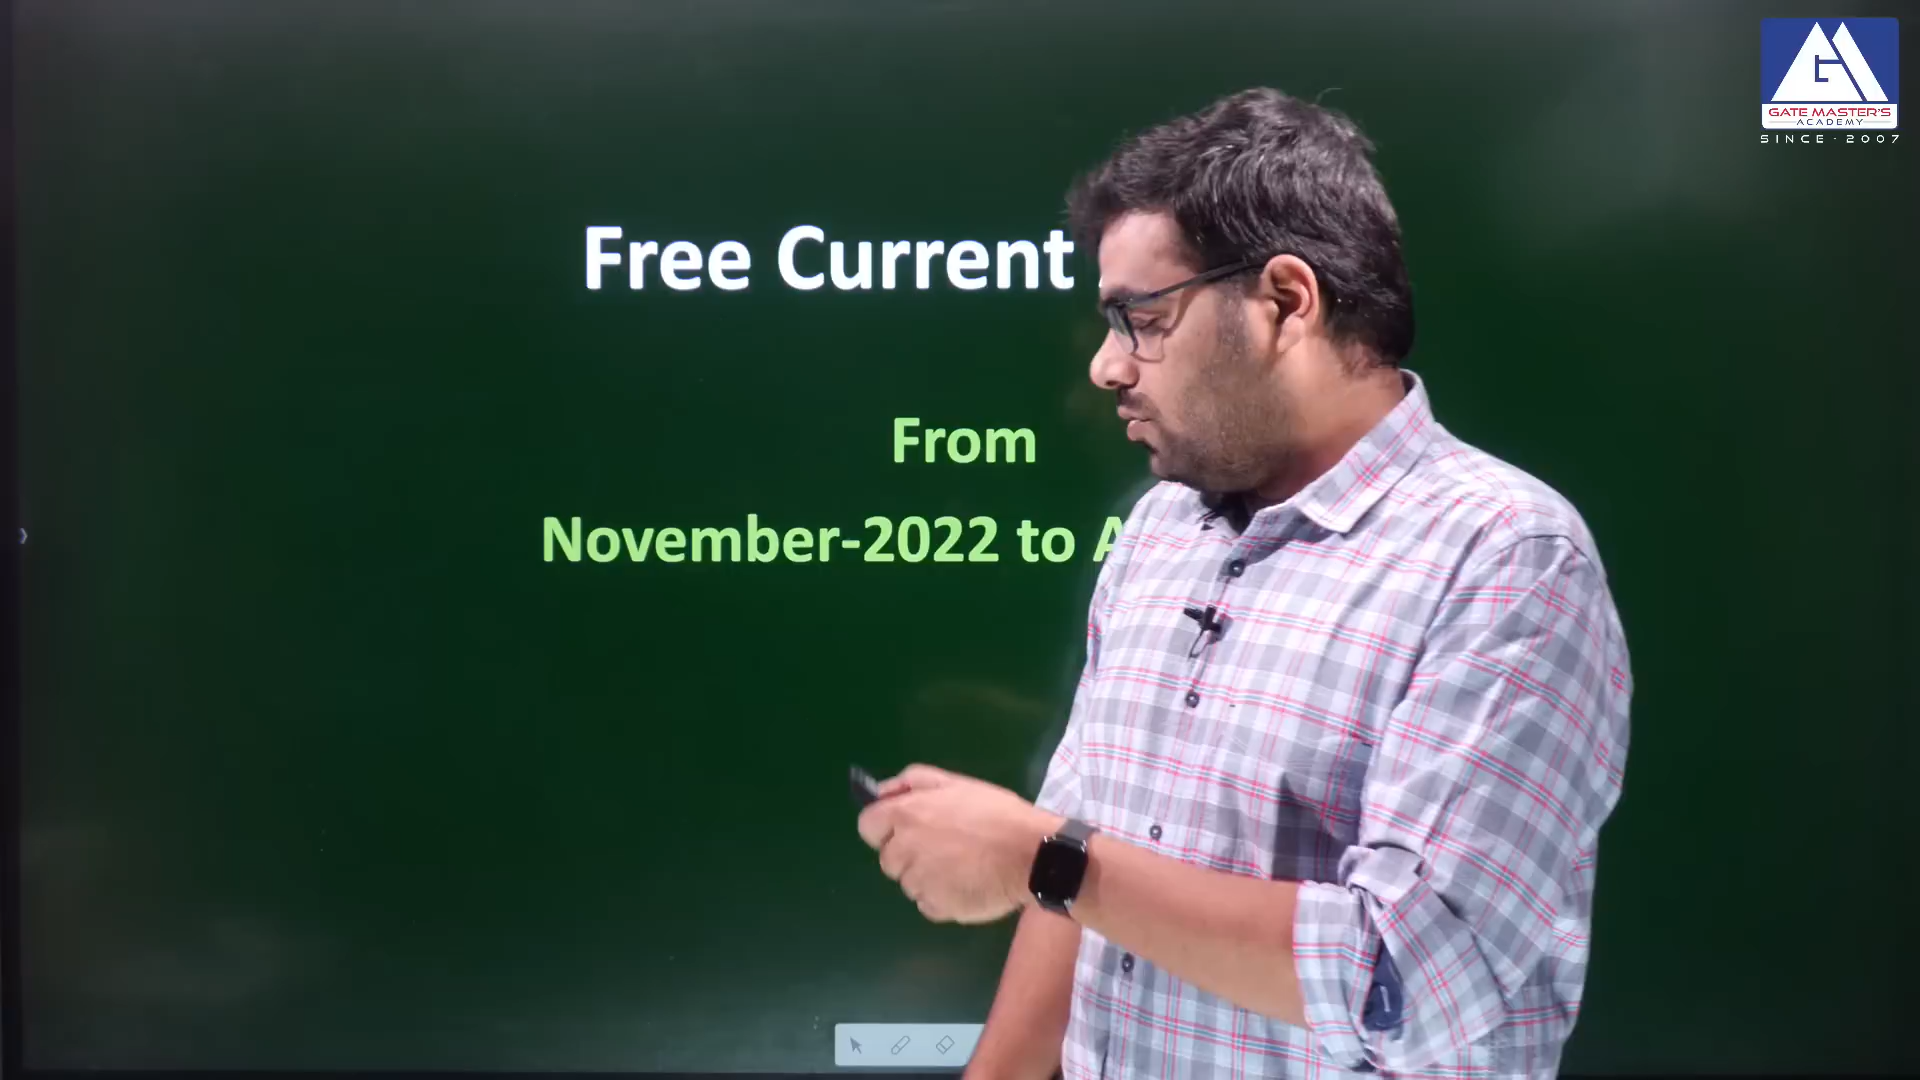 GATE MASTER'S
ACADEMY
SINCE - 2007
Free Current
From
November-2022 to A